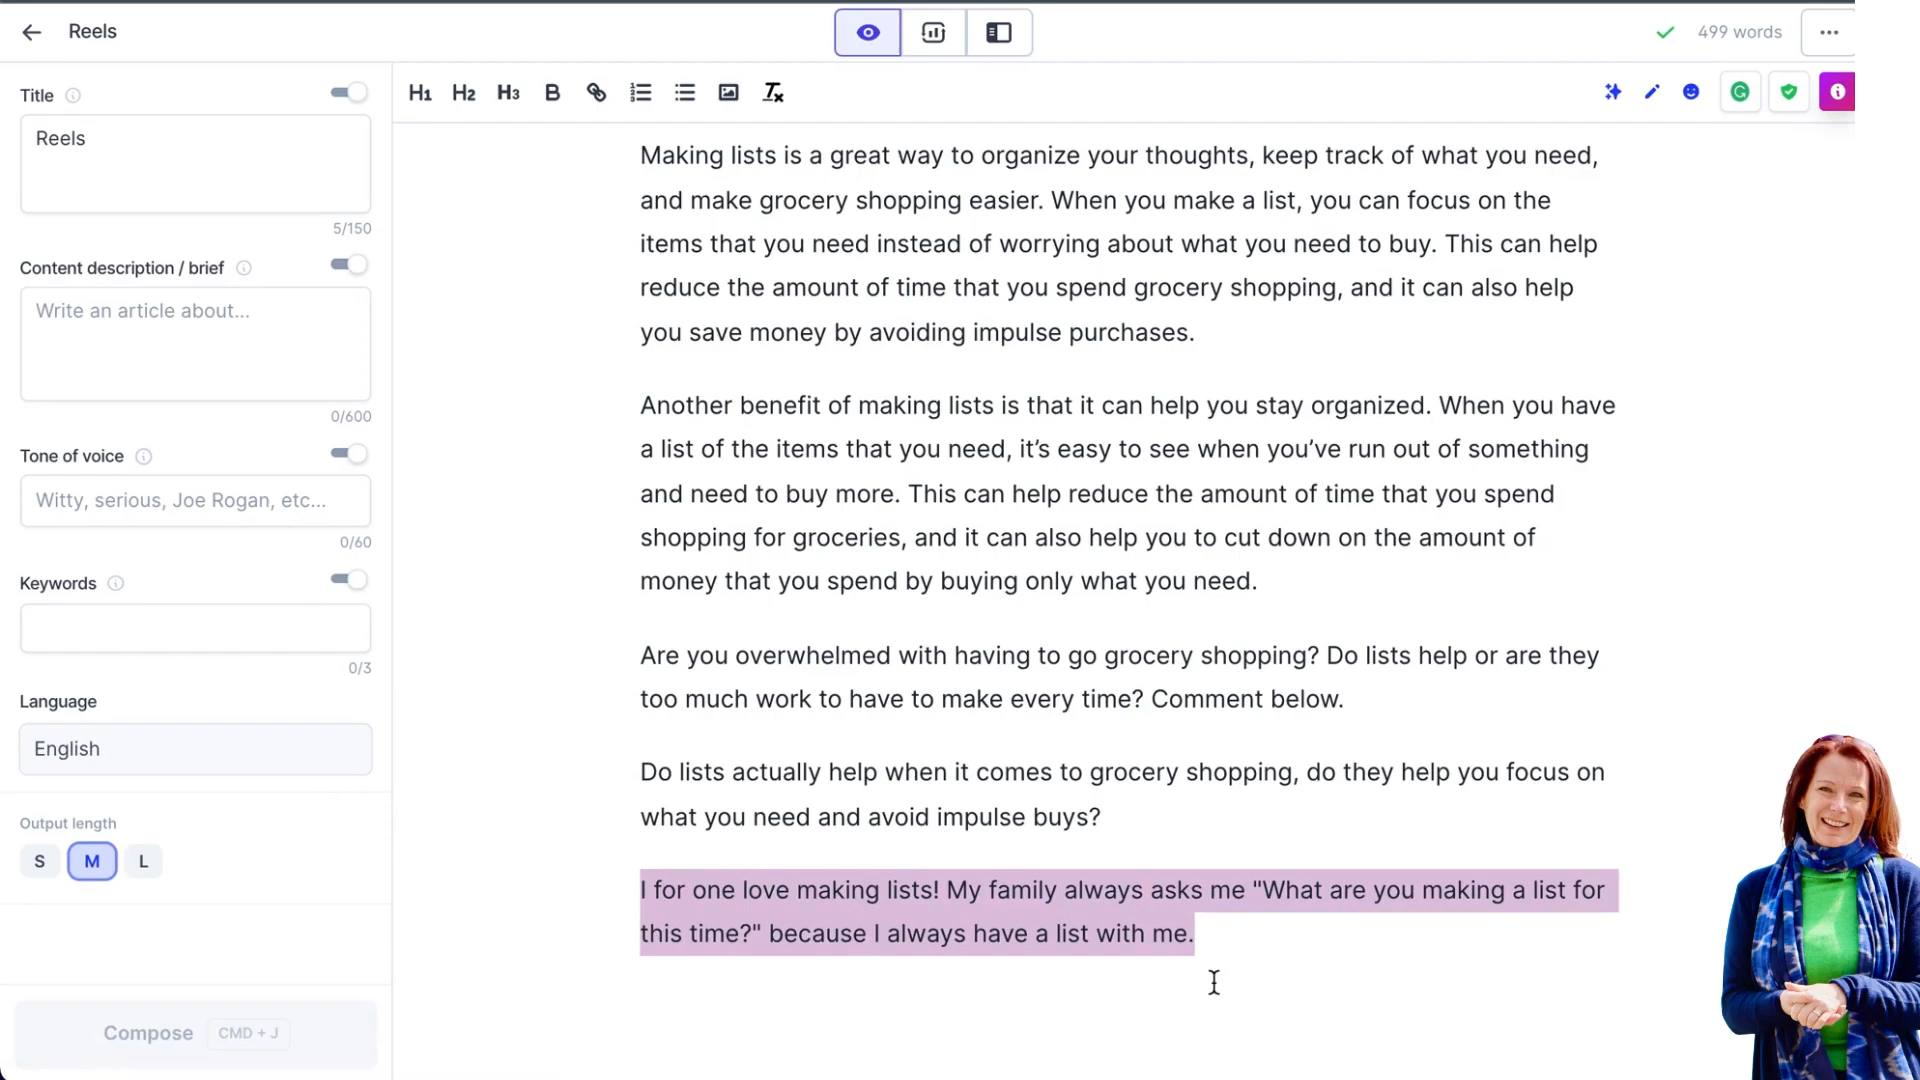 Reels
499 words
Title
Reels
5/150
Content description / brief
Write an article about...
0/600
Tone of voice
Witty, serious, Joe Rogan, etc...
0/60
Keywords
0/3
Language
English
Output length
S M L
Compose CMD + J
H1 H2 H3 B
Making lists is a great way to organize your thoughts, keep track of what you need,
and make grocery shopping easier. When you make a list, you can focus on the
items that you need instead of worrying about what you need to buy. This can help
reduce the amount of time that you spend grocery shopping, and it can also help
you save money by avoiding impulse purchases.
Another benefit of making lists is that it can help you stay organized. When you have
a list of the items that you need, it’s easy to see when you’ve run out of something
and need to buy more. This can help reduce the amount of time that you spend
shopping for groceries, and it can also help you to cut down on the amount of
money that you spend by buying only what you need.
Are you overwhelmed with having to go grocery shopping? Do lists help or are they
too much work to have to make every time? Comment below.
Do lists actually help when it comes to grocery shopping, do they help you focus on
what you need and avoid impulse buys?
I for one love making lists! My family always asks me "What are you making a list for
this time?" because I always have a list with me.